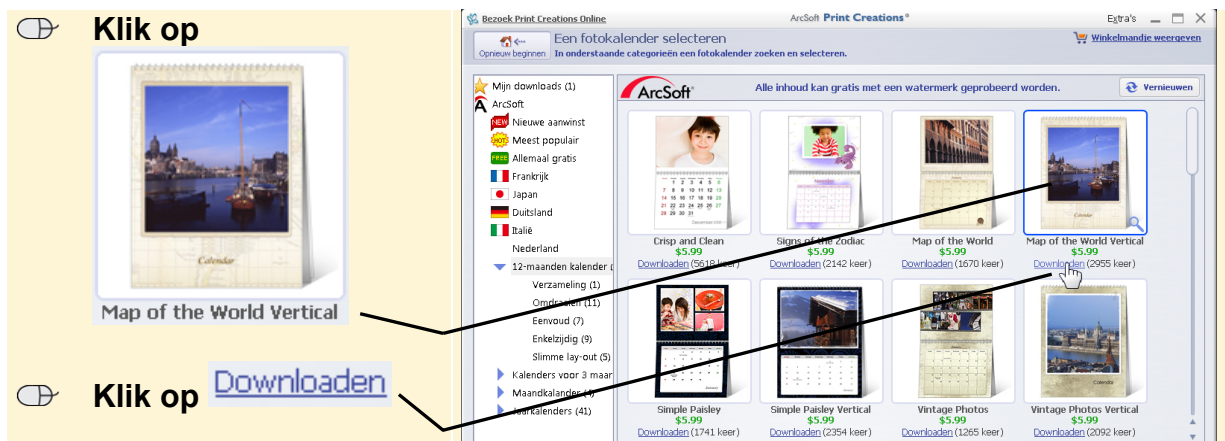 Klik op
Calendar
Map of the World Vertical
Klik op Downloaden
Bezoek Print Creations Online
ArcSoft Print Creations®
Extra's
Opnieuw beginnen
Een fotokalender selecteren
In onderstaande categorieën een fotokalender zoeken en selecteren.
Winkelmandje weergeven
Mijn downloads (1)
ArcSoft
NEW Nieuwe aanwinst
HOT Meest populair
FREE Allemaal gratis
Frankrijk
Japan
Duitsland
Italië
Nederland
12-maanden kalender
Verzameling (1)
Omdraaien (11)
Eenvoud (7)
Enkelzijdig (9)
Slimme lay-out (5)
Kalenders voor 3 maar
Maandkalander (4)
Jaarkalenders (41)
ArcSoft
Alle inhoud kan gratis met een watermerk geprobeerd worden.
Vernieuwen
Crisp and Clean
$5.99
Downloaden (5618 keer)
Signs of the Zodiac
$5.99
Downloaden (2142 keer)
Map of the World
$5.99
Downloaden (1670 keer)
Calendar
Map of the World Vertical
$5.99
Downloaden (2955 keer)
Simple Paisley
$5.99
Downloaden (1741 keer)
Simple Paisley Vertical
$5.99
Downloaden (2354 keer)
Vintage Photos
$5.99
Downloaden (1265 keer)
Calendar
Vintage Photos Vertical
$5.99
Downloaden (2092 keer)